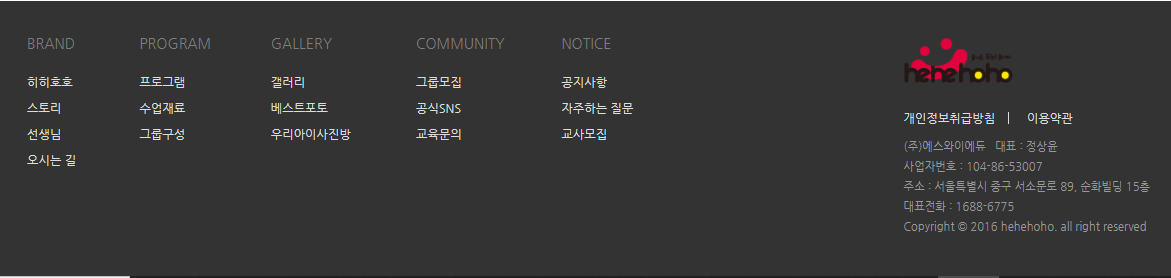 BRAND
히히호호
스토리
선생님
오시는 길
PROGRAM
프로그램
수업재료
그룹구성
GALLERY
갤러리
베스트포토
우리아이사진방
COMMUNITY
그룹모집
공식SNS
교육문의
NOTICE
공지사항
자주하는 질문
교사모집
hehehoho
개인정보취급방침 | 이용약관
(주)에스와이에듀 대표 : 정상윤
사업자번호 : 104-86-53007
주소 : 서울특별시 중구 서소문로 89, 순화빌딩 15층
대표전화 : 1688-6775
Copyright © 2016 hehehoho. all right reserved